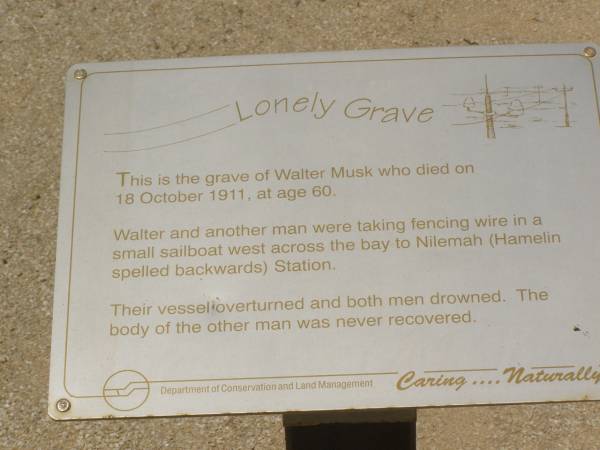 Lonely Grave
This is the grave of Walter Musk who died on
18 October 1911, at age 60.
Walter and another man were taking fencing wire in a
small sailboat west across the bay to Nilemah (Hamelin
spelled backwards) Station.
Their vessel overturned and both men drowned. The
body of the other man was never recovered.
Department of Conservation and Land Management
Caring .... Naturally